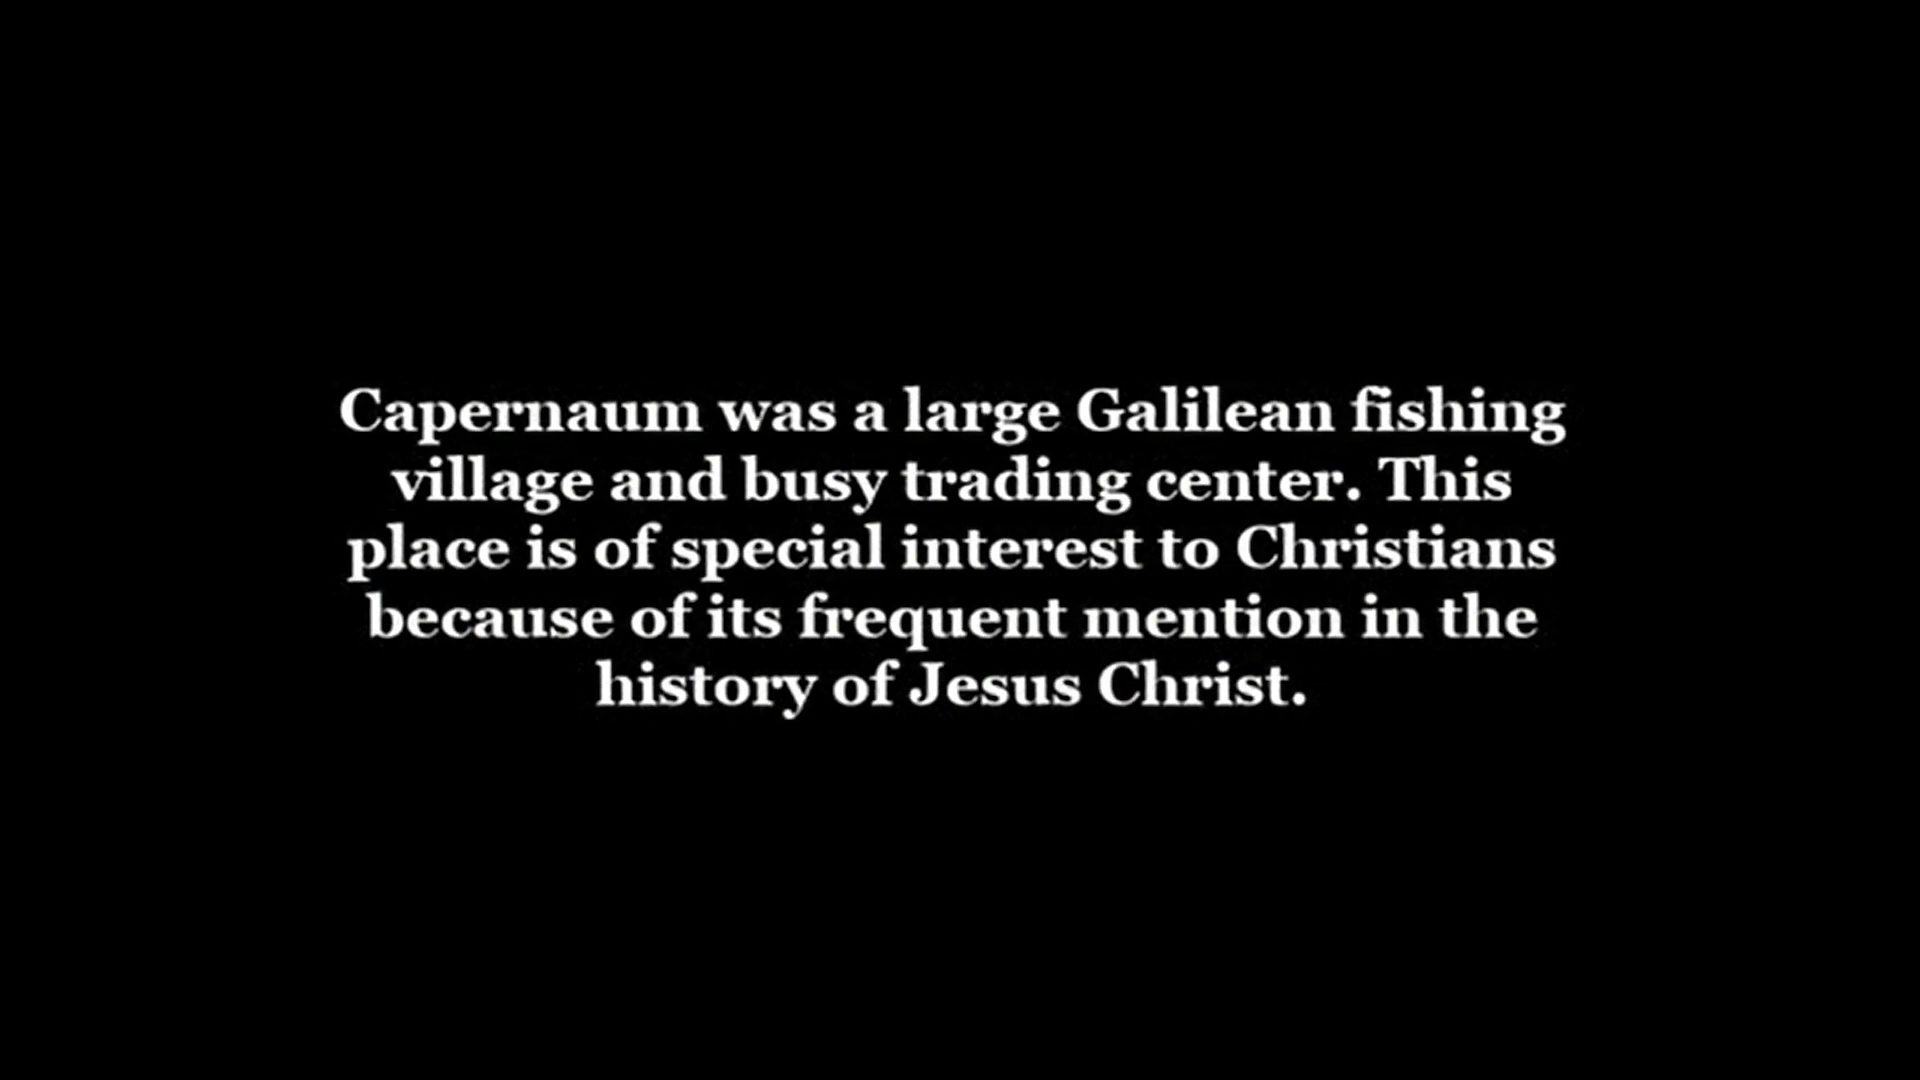 Capernaum was a large Galilean fishing
village and busy trading center. This
place is of special interest to Christians
because of its frequent mention in the
history of Jesus Christ.